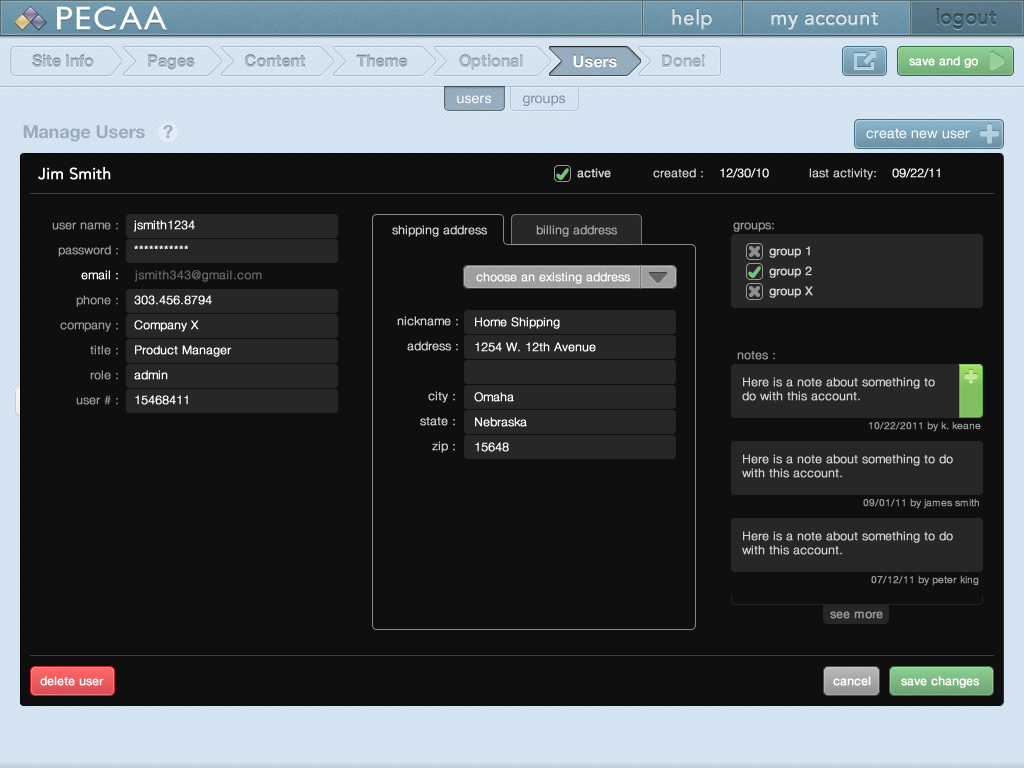 PECAA
help
my account
logout
Site Info
Pages
Content
Theme
Optional
Users
Done!
save and go
users
groups
Manage Users ?
create new user
Jim Smith
active
created : 12/30/10
last activity: 09/22/11
user name : jsmith1234
password : ***********
email : jsmith343@gmail.com
phone : 303.456.8794
company : Company X
title : Product Manager
role : admin
user # : 15468411
shipping address
billing address
choose an existing address
nickname : Home Shipping
address : 1254 W. 12th Avenue
city : Omaha
state : Nebraska
zip : 15648
groups:
group 1
group 2
group X
notes :
Here is a note about something to
do with this account.
10/22/2011 by k. keane
Here is a note about something to do
with this account.
09/01/11 by james smith
Here is a note about something to do
with this account.
07/12/11 by peter king
see more
delete user
cancel
save changes